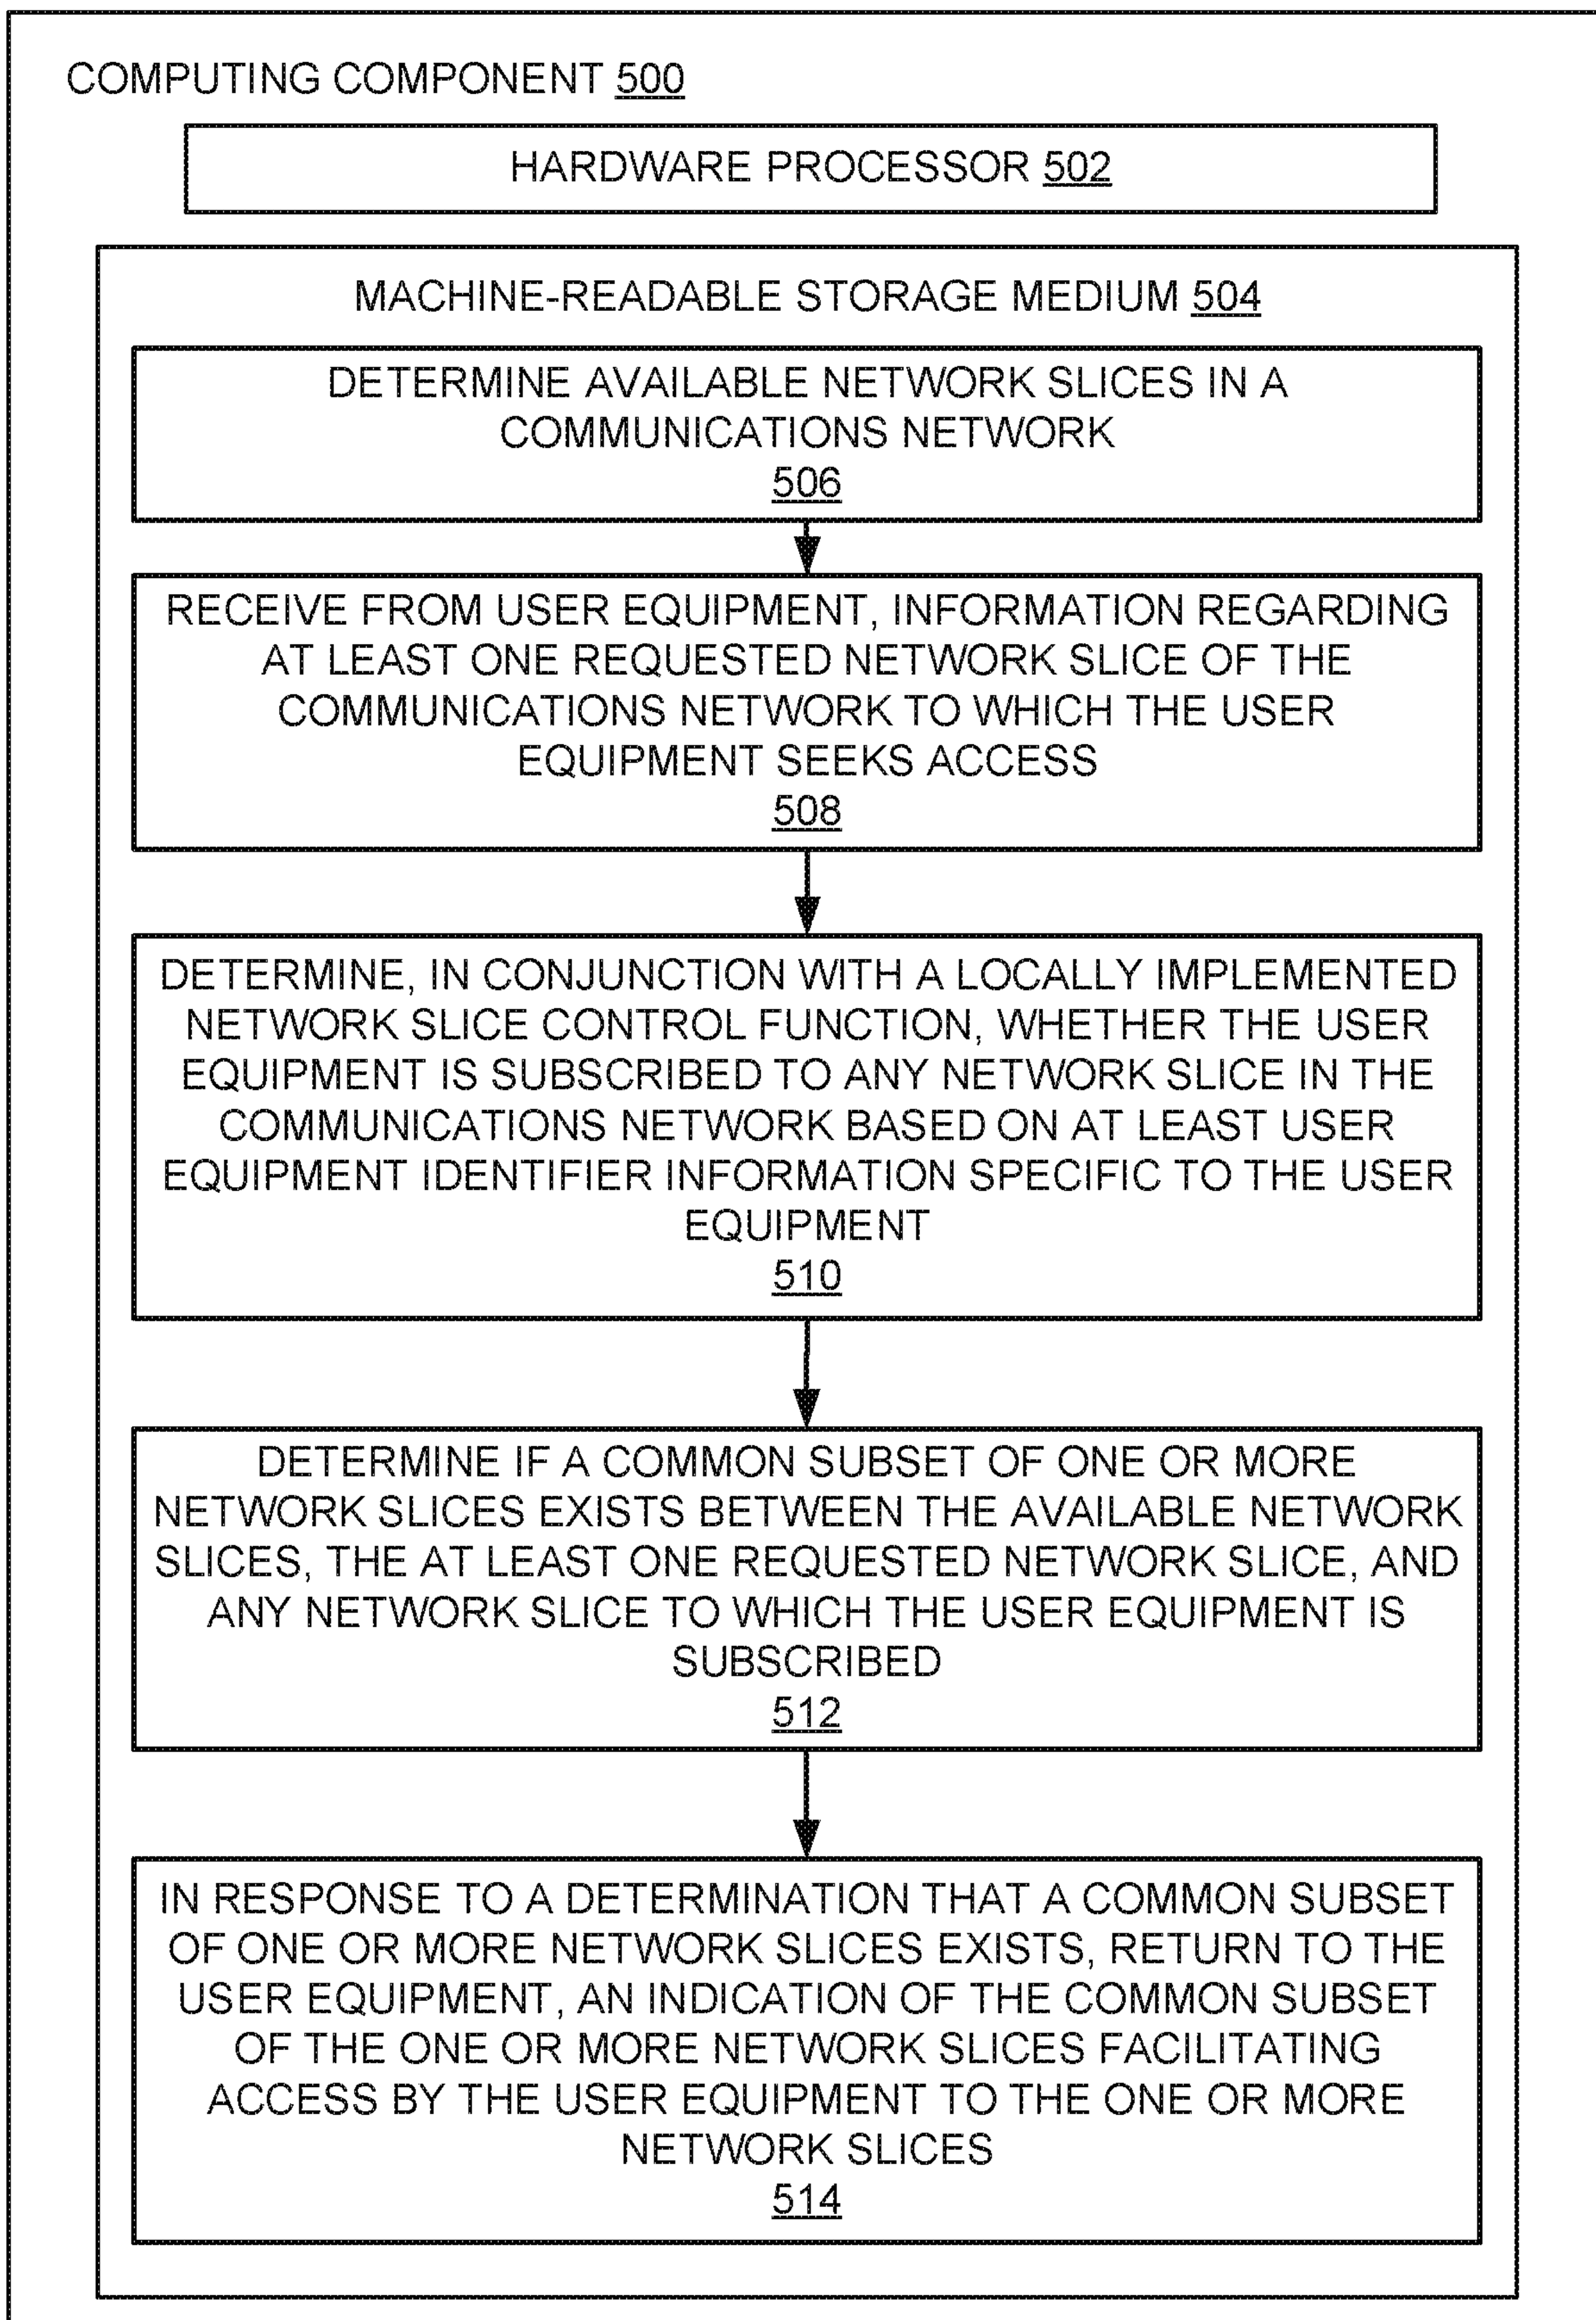 COMPUTING COMPONENT 500
HARDWARE PROCESSOR 502
MACHINE-READABLE STORAGE MEDIUM 504
DETERMINE AVAILABLE NETWORK SLICES IN A
COMMUNICATIONS NETWORK
506
RECEIVE FROM USER EQUIPMENT, INFORMATION REGARDING
AT LEAST ONE REQUESTED NETWORK SLICE OF THE
COMMUNICATIONS NETWORK TO WHICH THE USER
EQUIPMENT SEEKS ACCESS
508
DETERMINE, IN CONJUNCTION WITH A LOCALLY IMPLEMENTED
NETWORK SLICE CONTROL FUNCTION, WHETHER THE USER
EQUIPMENT IS SUBSCRIBED TO ANY NETWORK SLICE IN THE
COMMUNICATIONS NETWORK BASED ON AT LEAST USER
EQUIPMENT IDENTIFIER INFORMATION SPECIFIC TO THE USER
EQUIPMENT
510
DETERMINE IF A COMMON SUBSET OF ONE OR MORE
NETWORK SLICES EXISTS BETWEEN THE AVAILABLE NETWORK
SLICES, THE AT LEAST ONE REQUESTED NETWORK SLICE, AND
ANY NETWORK SLICE TO WHICH THE USER EQUIPMENT IS
SUBSCRIBED
512
IN RESPONSE TO A DETERMINATION THAT A COMMON SUBSET
OF ONE OR MORE NETWORK SLICES EXISTS, RETURN TO THE
USER EQUIPMENT, AN INDICATION OF THE COMMON SUBSET
OF THE ONE OR MORE NETWORK SLICES FACILITATING
ACCESS BY THE USER EQUIPMENT TO THE ONE OR MORE
NETWORK SLICES
514